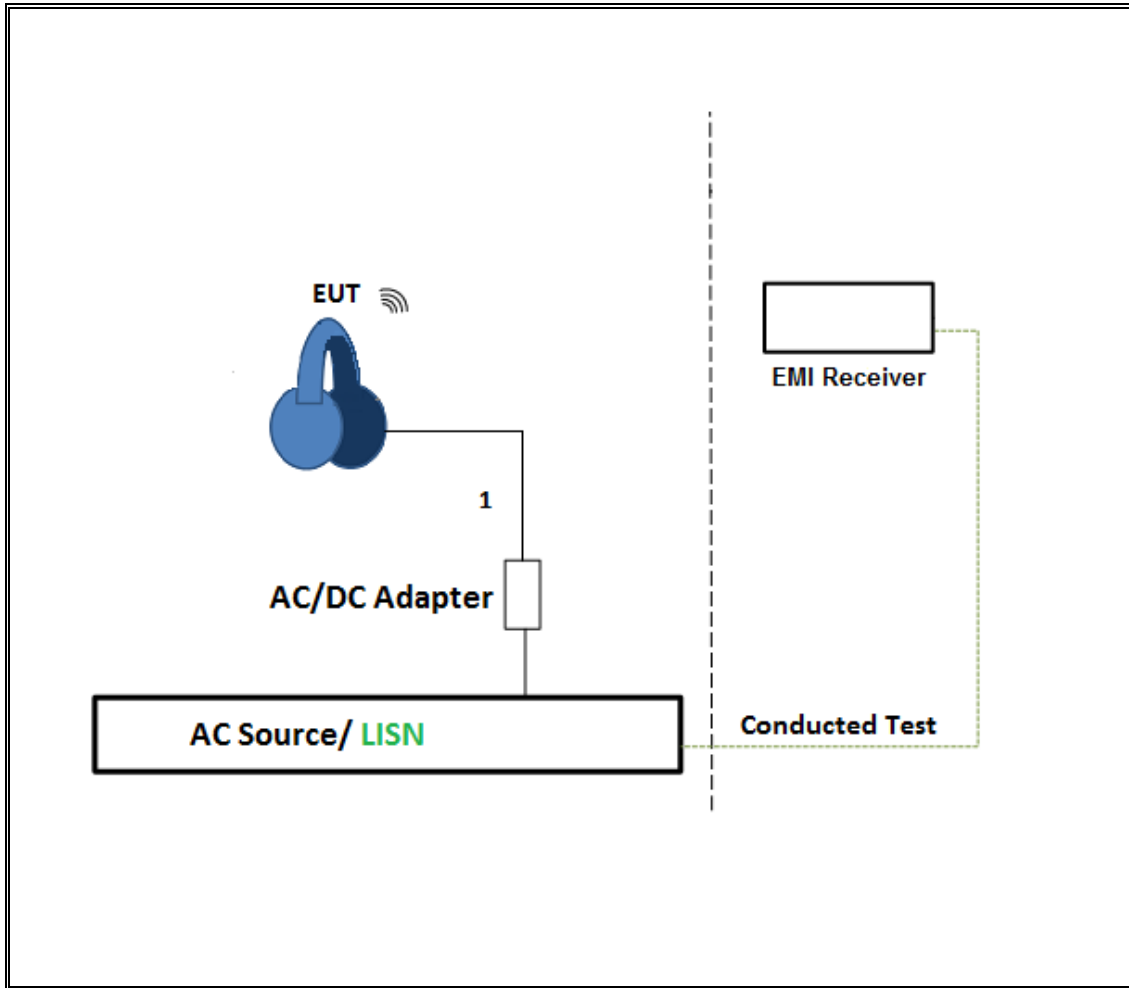 EUT
EMI Receiver
1
AC/DC Adapter
AC Source/ LISN
Conducted Test